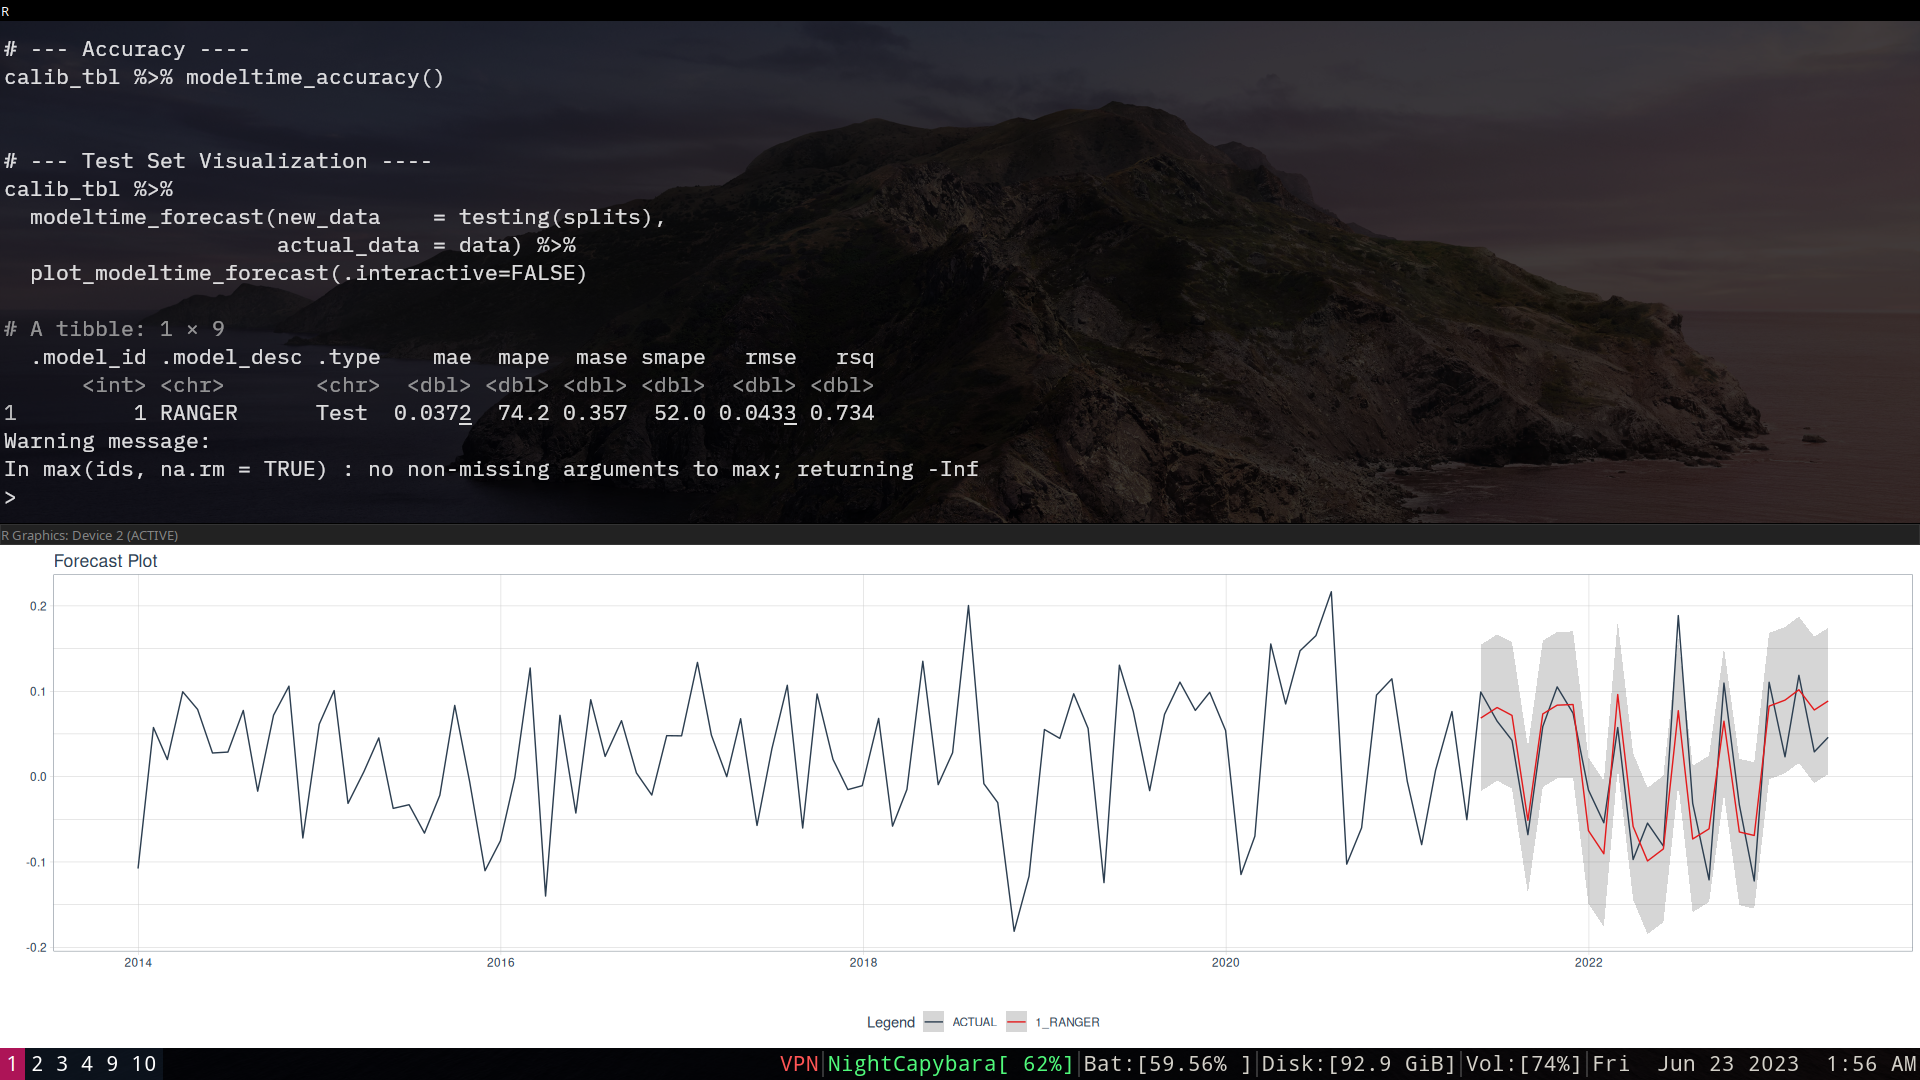 R
# --- Accuracy ----
calib_tbl %>% modeltime_accuracy()
# --- Test Set Visualization ----
calib_tbl %>%
  modeltime_forecast(new_data    = testing(splits),
                     actual_data = data) %>%
  plot_modeltime_forecast(.interactive=FALSE)
# A tibble: 1 × 9
  .model_id .model_desc .type    mae  mape  mase smape   rmse   rsq
      <int> <chr>       <chr>  <dbl> <dbl> <dbl> <dbl>  <dbl> <dbl>
1         1 RANGER      Test  0.0372  74.2 0.357  52.0 0.0433 0.734
Warning message:
In max(ids, na.rm = TRUE) : no non-missing arguments to max; returning -Inf
>
R Graphics: Device 2 (ACTIVE)
Forecast Plot
0.2
0.1
0.0
-0.1
-0.2
2014 2016 2018 2020 2022
Legend ACTUAL 1_RANGER
1 2 3 4 9 10 VPN|NightCapybara[ 62%]|Bat:[59.56% ]|Disk:[92.9 GiB]|Vol:[74%]|Fri  Jun 23 2023  1:56 AM